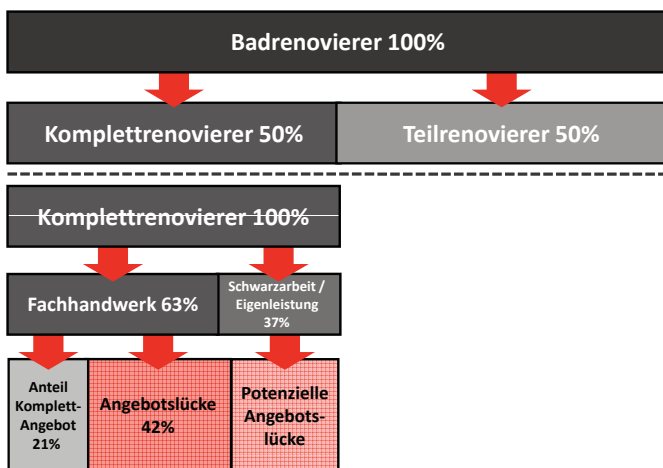 Badrenovierer 100%
Komplettrenovierer 50%
Teilrenovierer 50%
Komplettrenovierer 100%
Fachhandwerk 63%
Schwarzarbeit /
Eigenleistung
37%
Anteil
Komplett-
Angebot
21%
Angebotslücke
42%
Potenzielle
Angebots-
lücke